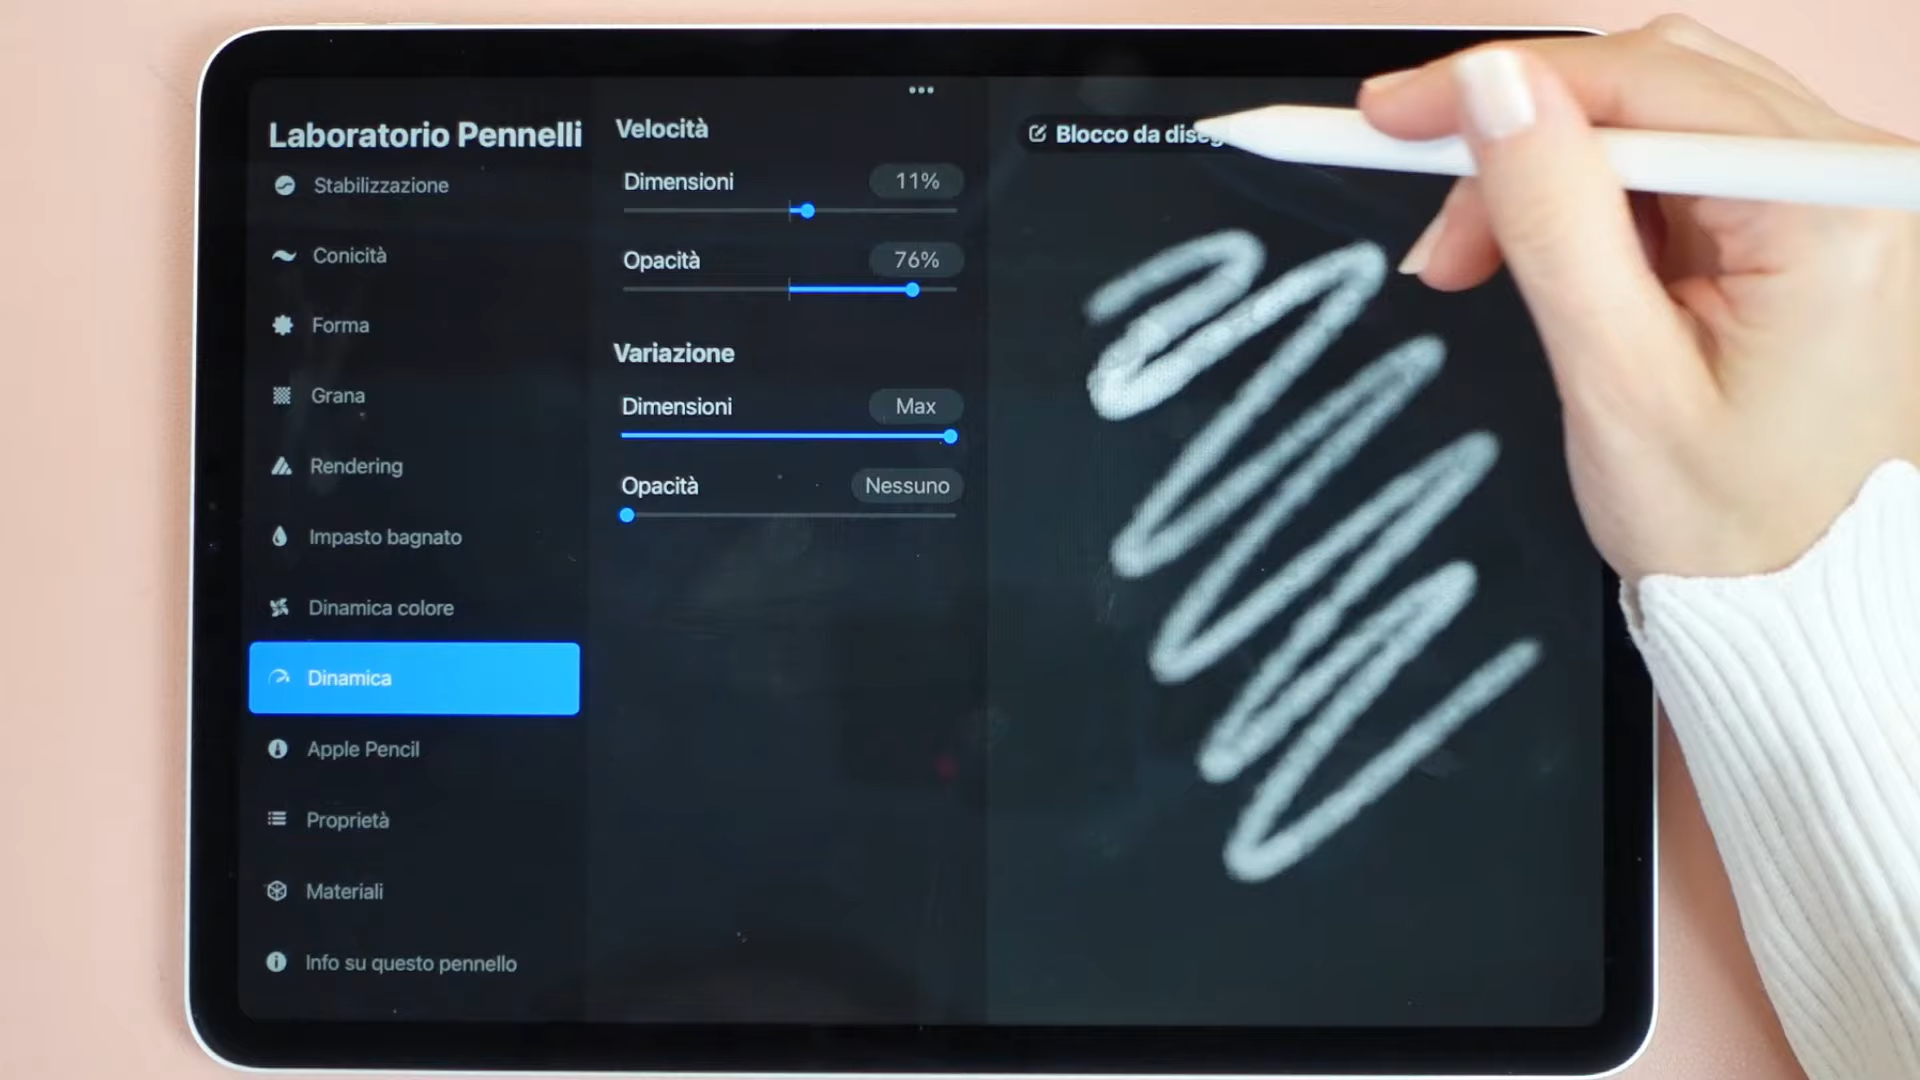 Laboratorio Pennelli
Stabilizzazione
Conicità
Forma
Grana
Rendering
Impasto bagnato
Dinamica colore
Dinamica
Apple Pencil
Proprietà
Materiali
Info su questo pennello
Velocità
Dimensioni 11%
Opacità 76%
Variazione
Dimensioni Max
Opacità Nessuno
Blocco da